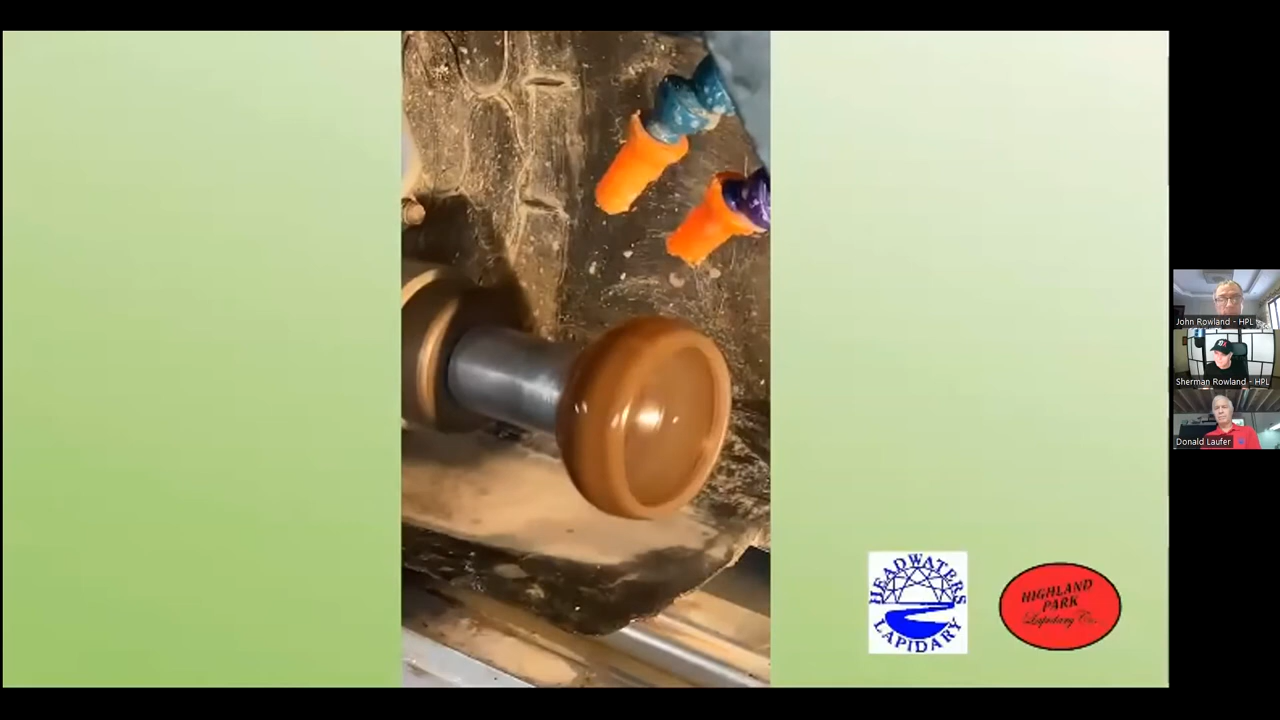 John Rowland - HPL
Sherman Rowland - HPL
Donald Laufer
HEADWATERS
LAPIDARY
HIGHLAND
PARK
Lapidary Co.